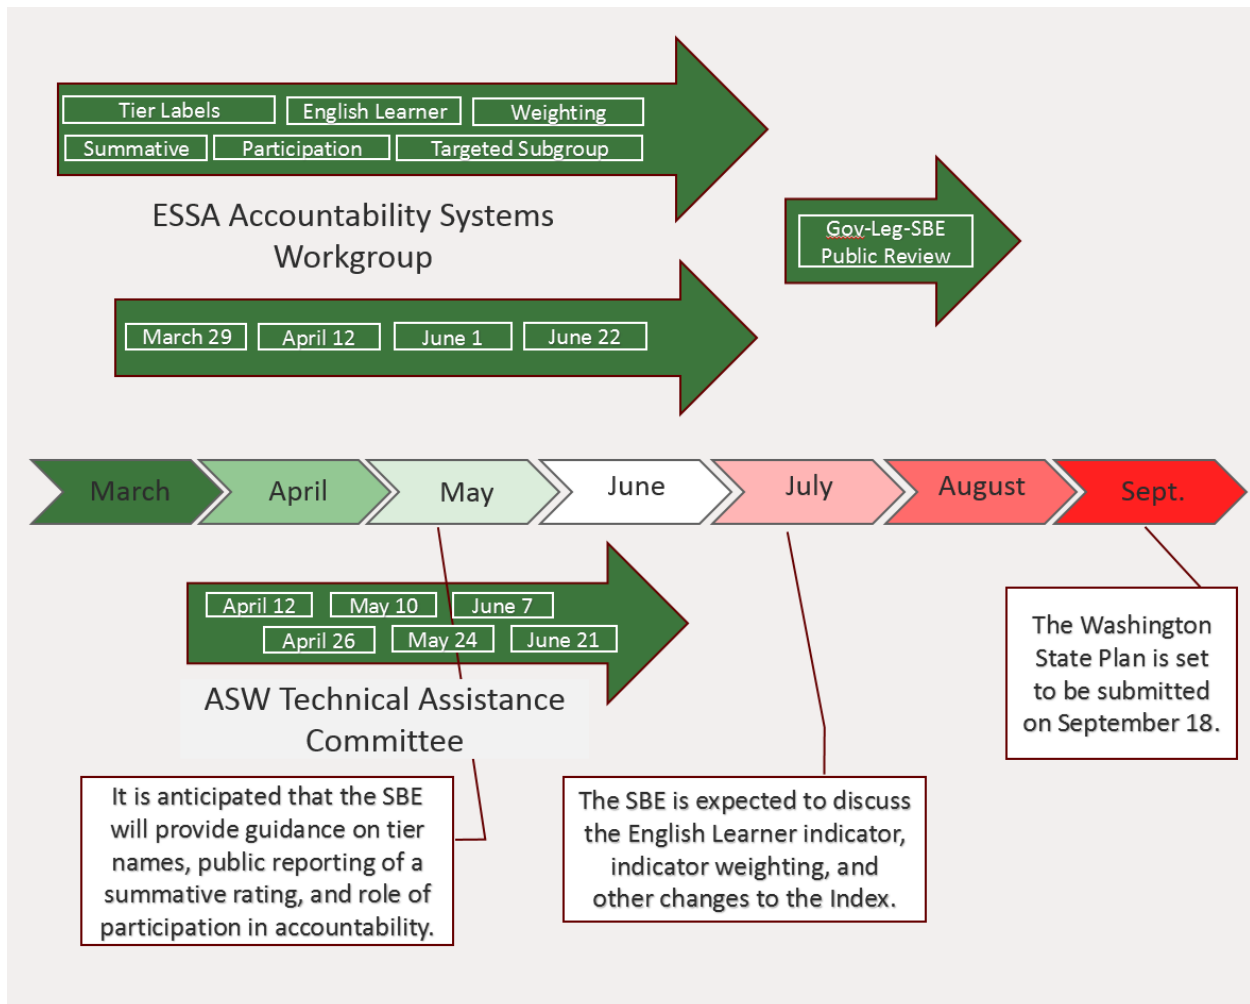 Tier Labels
English Learner
Weighting
Summative
Participation
Targeted Subgroup
ESSA Accountability Systems
Workgroup
Gov-Leg-SBE
Public Review
March 29
April 12
June 1
June 22
March
April
May
June
July
August
Sept.
April 12
May 10
June 7
April 26
May 24
June 21
ASW Technical Assistance
Committee
The Washington
State Plan is set
to be submitted
on September 18.
It is anticipated that the SBE
will provide guidance on tier
names, public reporting of a
summative rating, and role of
participation in accountability.
The SBE is expected to discuss
the English Learner indicator,
indicator weighting, and
other changes to the Index.